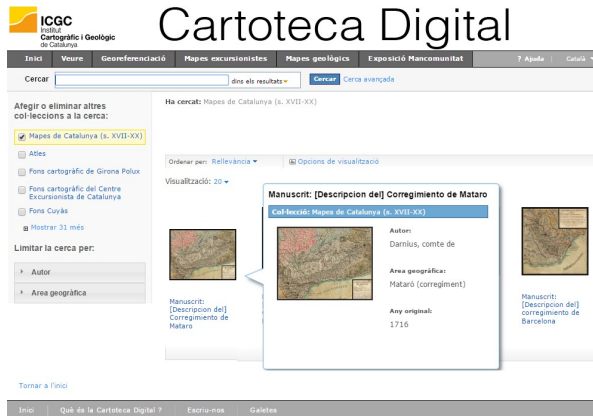 ICGC
Institut
Cartogràfic i Geològic
de Catalunya
Cartoteca Digital
Inici Veure Georeferenciació Mapes excursionistes Mapes geològics Exposició Mancomunitat ? Ajuda Català
Cercar dins els resultats Cercar Cerca avançada
Afegir o eliminar altres
col·leccions a la cerca:
Mapes de Catalunya (s. XVII-XX)
Atles
Fons cartogràfic de Girona Polux
Fons cartogràfic del Centre
Excursionista de Catalunya
Fons Cuyàs
Mostrar 31 més
Limitar la cerca per:
Autor
Area geogràfica
Ha cercat: Mapes de Catalunya (s. XVII-XX)
Ordenar per: Rellevància Opcions de visualització
Visualització: 20
Manuscrit:
[Descripcion del]
Corregimiento de
Mataro
Manuscrit: [Descripcion del] Corregimiento de Mataro
Col·lecció: Mapes de Catalunya (s. XVII-XX)
Autor:
Darnius, comte de
Area geogràfica:
Mataró (corregiment)
Any original:
1716
Manuscrit:
[Descripcion del]
corregimiento de
Barcelona
Tornar a l'inici
Inici Què és la Cartoteca Digital ? Escriu-nos Galetes